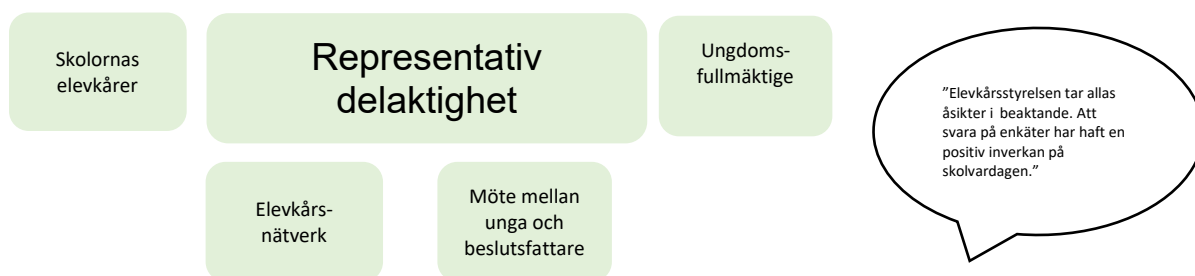 Skolornas
elevkårer
Representativ
delaktighet
Ungdoms-
fullmäktige
Elevkårs-
nätverk
Möte mellan
unga och
beslutsfattare
”Elevkårsstyrelsen tar allas
åsikter i beaktande. Att
svara på enkäter har haft en
positiv inverkan på
skolvardagen.”